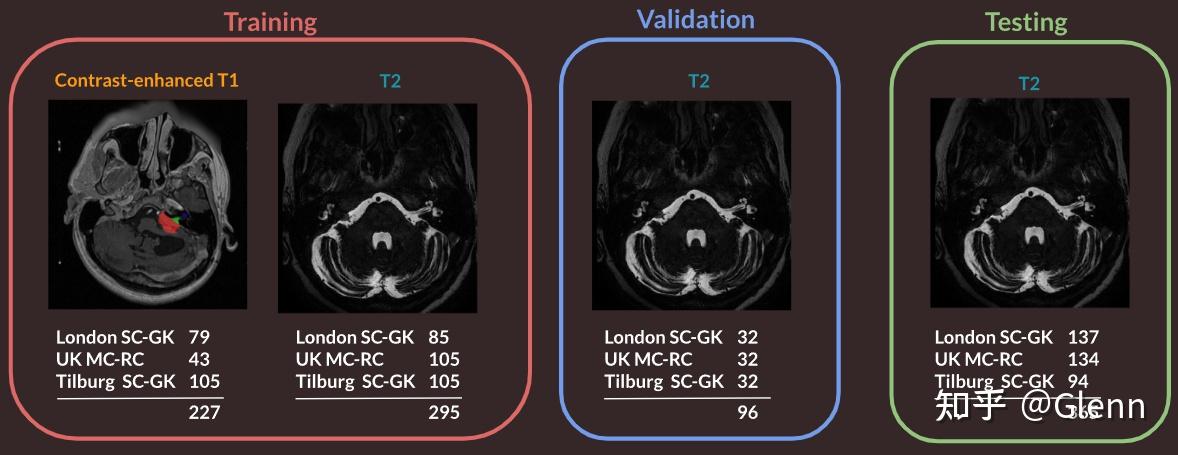 Training
Contrast-enhanced T1
T2
London SC-GK 79
UK MC-RC 43
Tilburg SC-GK 105
227
London SC-GK 85
UK MC-RC 105
Tilburg SC-GK 105
295
Validation
T2
London SC-GK 32
UK MC-RC 32
Tilburg SC-GK 32
96
Testing
T2
London SC-GK 137
UK MC-RC 134
Tilburg SC-GK 94
365
知乎 @Glenn